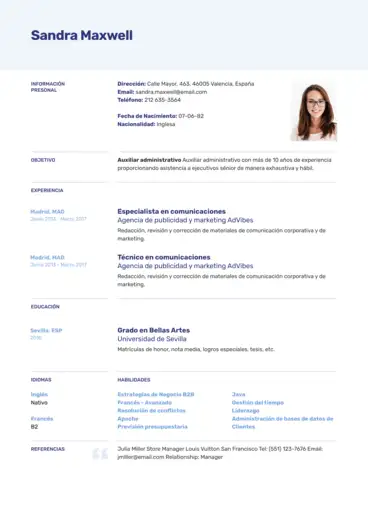 Sandra Maxwell
INFORMACIÓN
PRESONAL
Dirección: Calle Mayor, 463, 46005 Valencia, España
Email: sandra.maxwell@email.com
Teléfono: 212 635-3564
Fecha de Nacimiento: 07-06-82
Nacionalidad: Inglesa
OBJETIVO
Auxiliar administrativo Auxiliar administrativo con más de 10 años de experiencia
proporcionando asistencia a ejecutivos sénior de manera exhaustiva y hábil.
EXPERIENCIA
Madrid, MAD
Marzo 2017
Especialista en comunicaciones
Agencia de publicidad y marketing AdVibes
Redacción, revisión y corrección de materiales de comunicación corporativa y de
marketing.
Madrid, MAD
Marzo 2017
Técnico en comunicaciones
Agencia de publicidad y marketing AdVibes
Redacción, revisión y corrección de materiales de comunicación corporativa y de
marketing.
EDUCACIÓN
Sevilla, ESP
Grado en Bellas Artes
Universidad de Sevilla
Matrículas de honor, nota media, logros especiales, tesis, etc.
IDIOMAS
Inglés
Nativo
Francés
B2
HABILIDADES
Estrategias de Negocio B2B
Francés - Avanzado
Resolución de conflictos
Apache
Previsión presupuestaria
Java
Gestión del tiempo
Liderazgo
Administración de bases de datos de
Clientes
REFERENCIAS
Julia Miller Store Manager Louis Vuitton San Francisco Tel: (551) 123-7676 Email:
jmiller@email.com Relationship: Manager